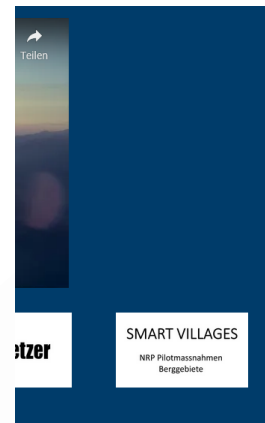 Teilen
etzer
SMART VILLAGES
NRP Pilotmassnahmen
Berggebiete